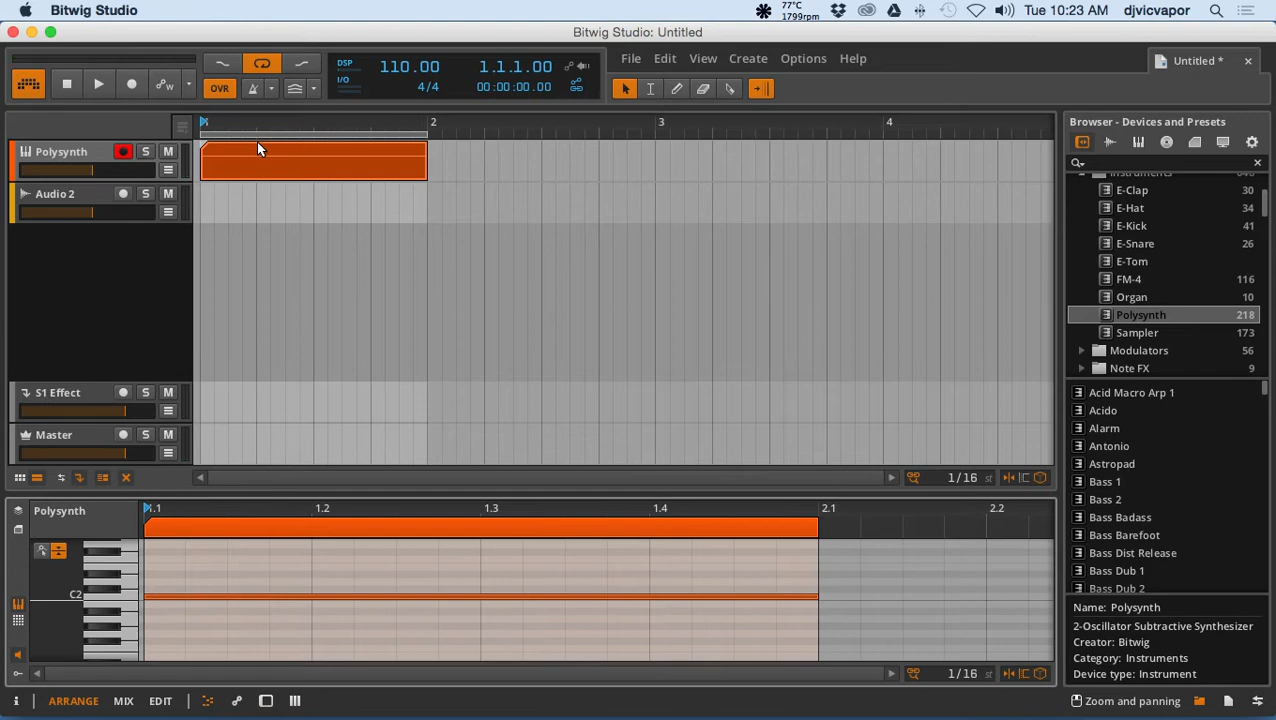 Bitwig Studio 77°C 1799rpm Tue 10:23 AM djvicvapor
Bitwig Studio: Untitled
DSP 110.00 1.1.1.00 File Edit View Create Options Help Untitled *
OVR I/O 4/4 00:00:00.00
2 3 4 Browser - Devices and Presets
Polysynth S M
Audio 2 S M
S1 Effect S M
Master S M
1/16 st
Instruments
E-Clap 30
E-Hat 34
E-Kick 41
E-Snare 26
E-Tom
FM-4 116
Organ 10
Polysynth 218
Sampler 173
Modulators 56
Note FX 9
Acid Macro Arp 1
Acido
Alarm
Antonio
Astropad
Bass 1
Bass 2
Bass Badass
Bass Barefoot
Bass Dist Release
Bass Dub 1
Bass Dub 2
Polysynth .1 1.2 1.3 1.4 2.1 2.2
C2
1/16 st
Name: Polysynth
2-Oscillator Subtractive Synthesizer
Creator: Bitwig
Category: Instruments
Device type: Instrument
i ARRANGE MIX EDIT Zoom and panning